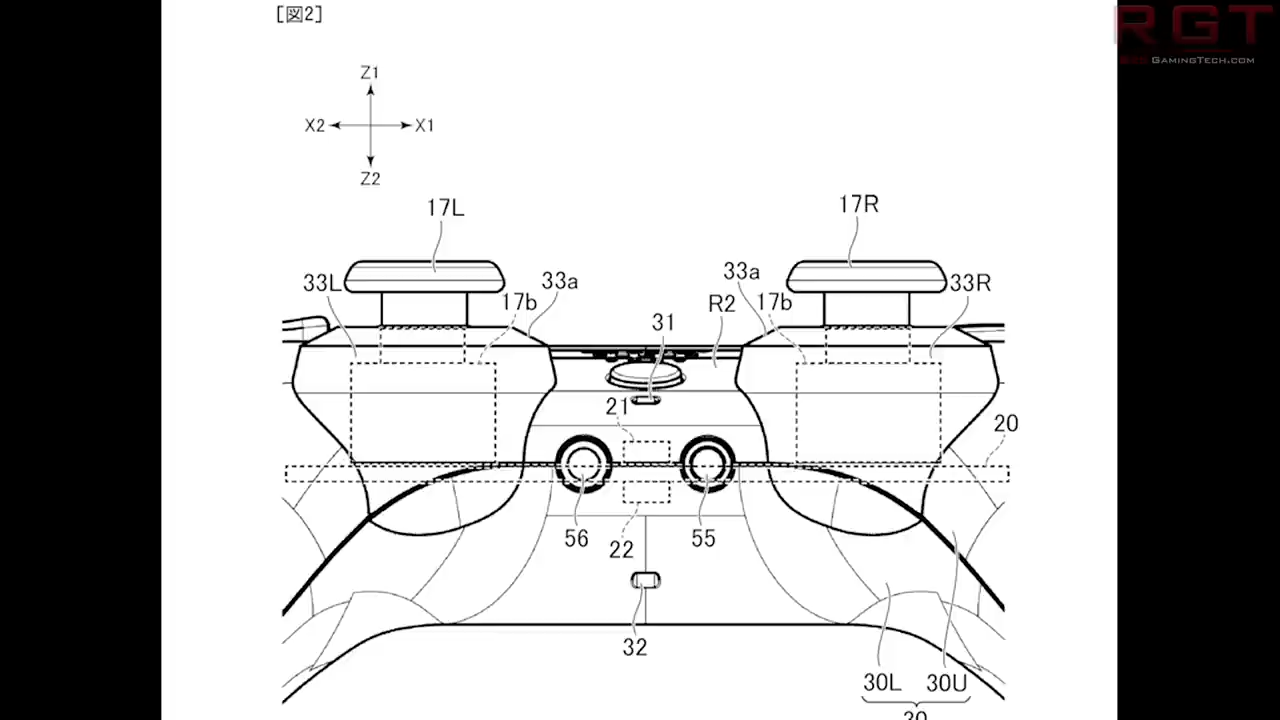 [図2]
RGT
GAMINGTECH.COM
Z1
X2 X1
Z2
17L 17R
33L 17b 33a 33a R2 17b 33R
31
21
20
56 22 55
32
30L 30U
30